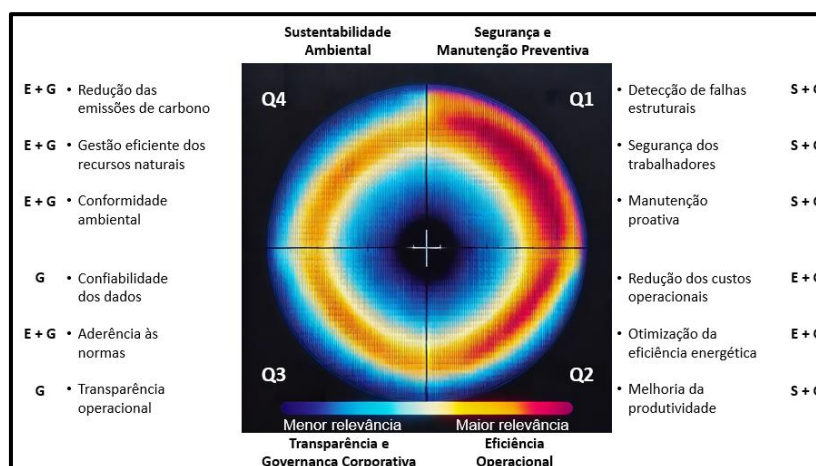 Sustentabilidade
Ambiental
Segurança e
Manutenção Preventiva
E + G • Redução das
emissões de carbono
E + G • Gestão eficiente dos
recursos naturais
E + G • Conformidade
ambiental
G • Confiabilidade
dos dados
E + G • Aderência às
normas
G • Transparência
operacional
Q4
Q1
Q3
Q2
Menor relevância
Maior relevância
• Detecção de falhas
estruturais
S +
• Segurança dos
trabalhadores
S +
• Manutenção
proativa
S +
• Redução dos custos
operacionais
E +
• Otimização da
eficiência energética
E +
• Melhoria da
produtividade
S +
Transparência e
Governança Corporativa
Eficiência
Operacional